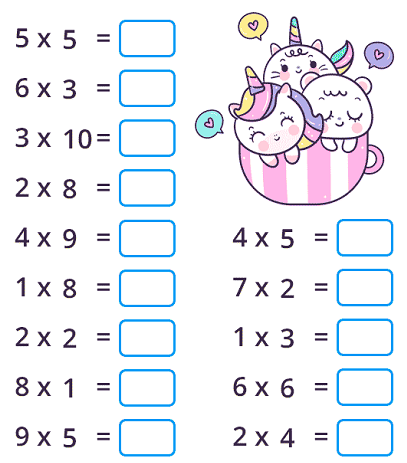 5 x 5 =
6 x 3 =
3 x 10 =
2 x 8 =
4 x 9 =
1 x 8 =
2 x 2 =
8 x 1 =
9 x 5 =
4 x 5 =
7 x 2 =
1 x 3 =
6 x 6 =
2 x 4 =